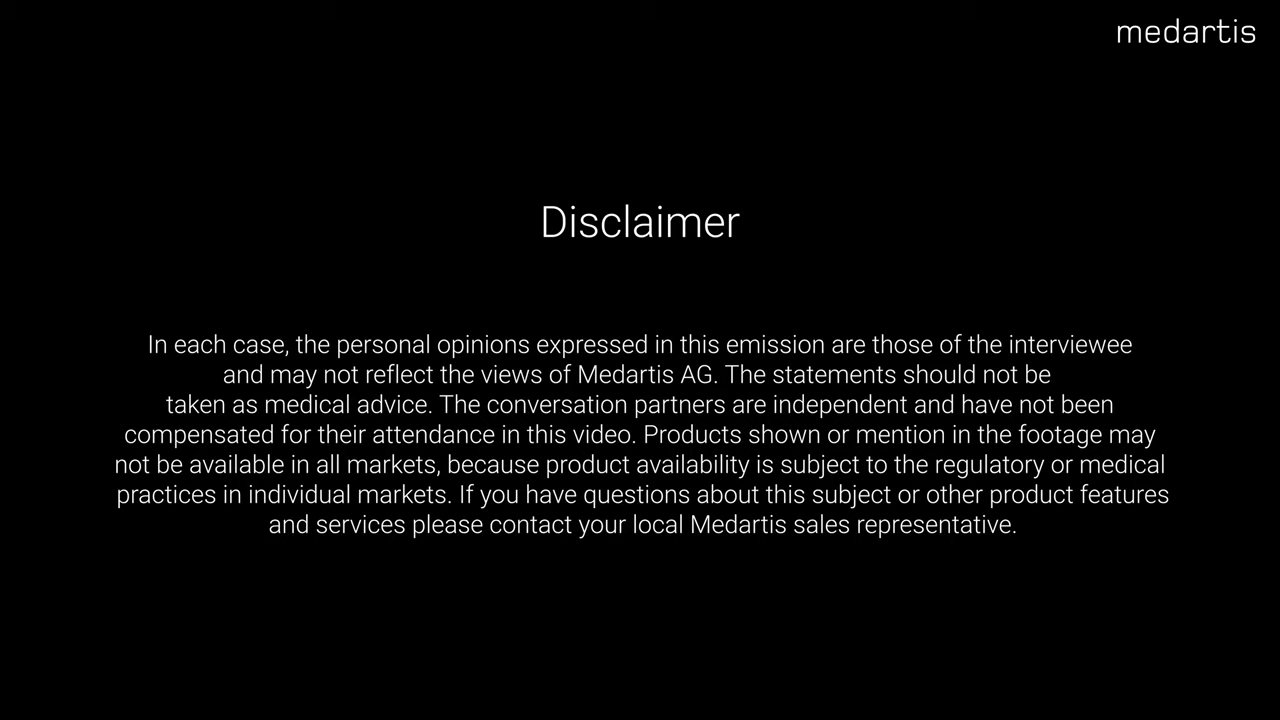 medartis
Disclaimer
In each case, the personal opinions expressed in this emission are those of the interviewee
and may not reflect the views of Medartis AG. The statements should not be
taken as medical advice. The conversation partners are independent and have not been
compensated for their attendance in this video. Products shown or mention in the footage may
not be available in all markets, because product availability is subject to the regulatory or medical
practices in individual markets. If you have questions about this subject or other product features
and services please contact your local Medartis sales representative.